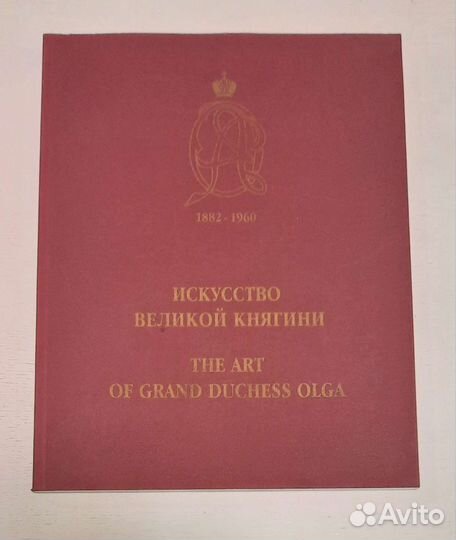 1882 - 1960
ИСКУССТВО
ВЕЛИКОЙ КНЯГИНИ
THE ART
OF GRAND DUCHESS OLGA
Avito